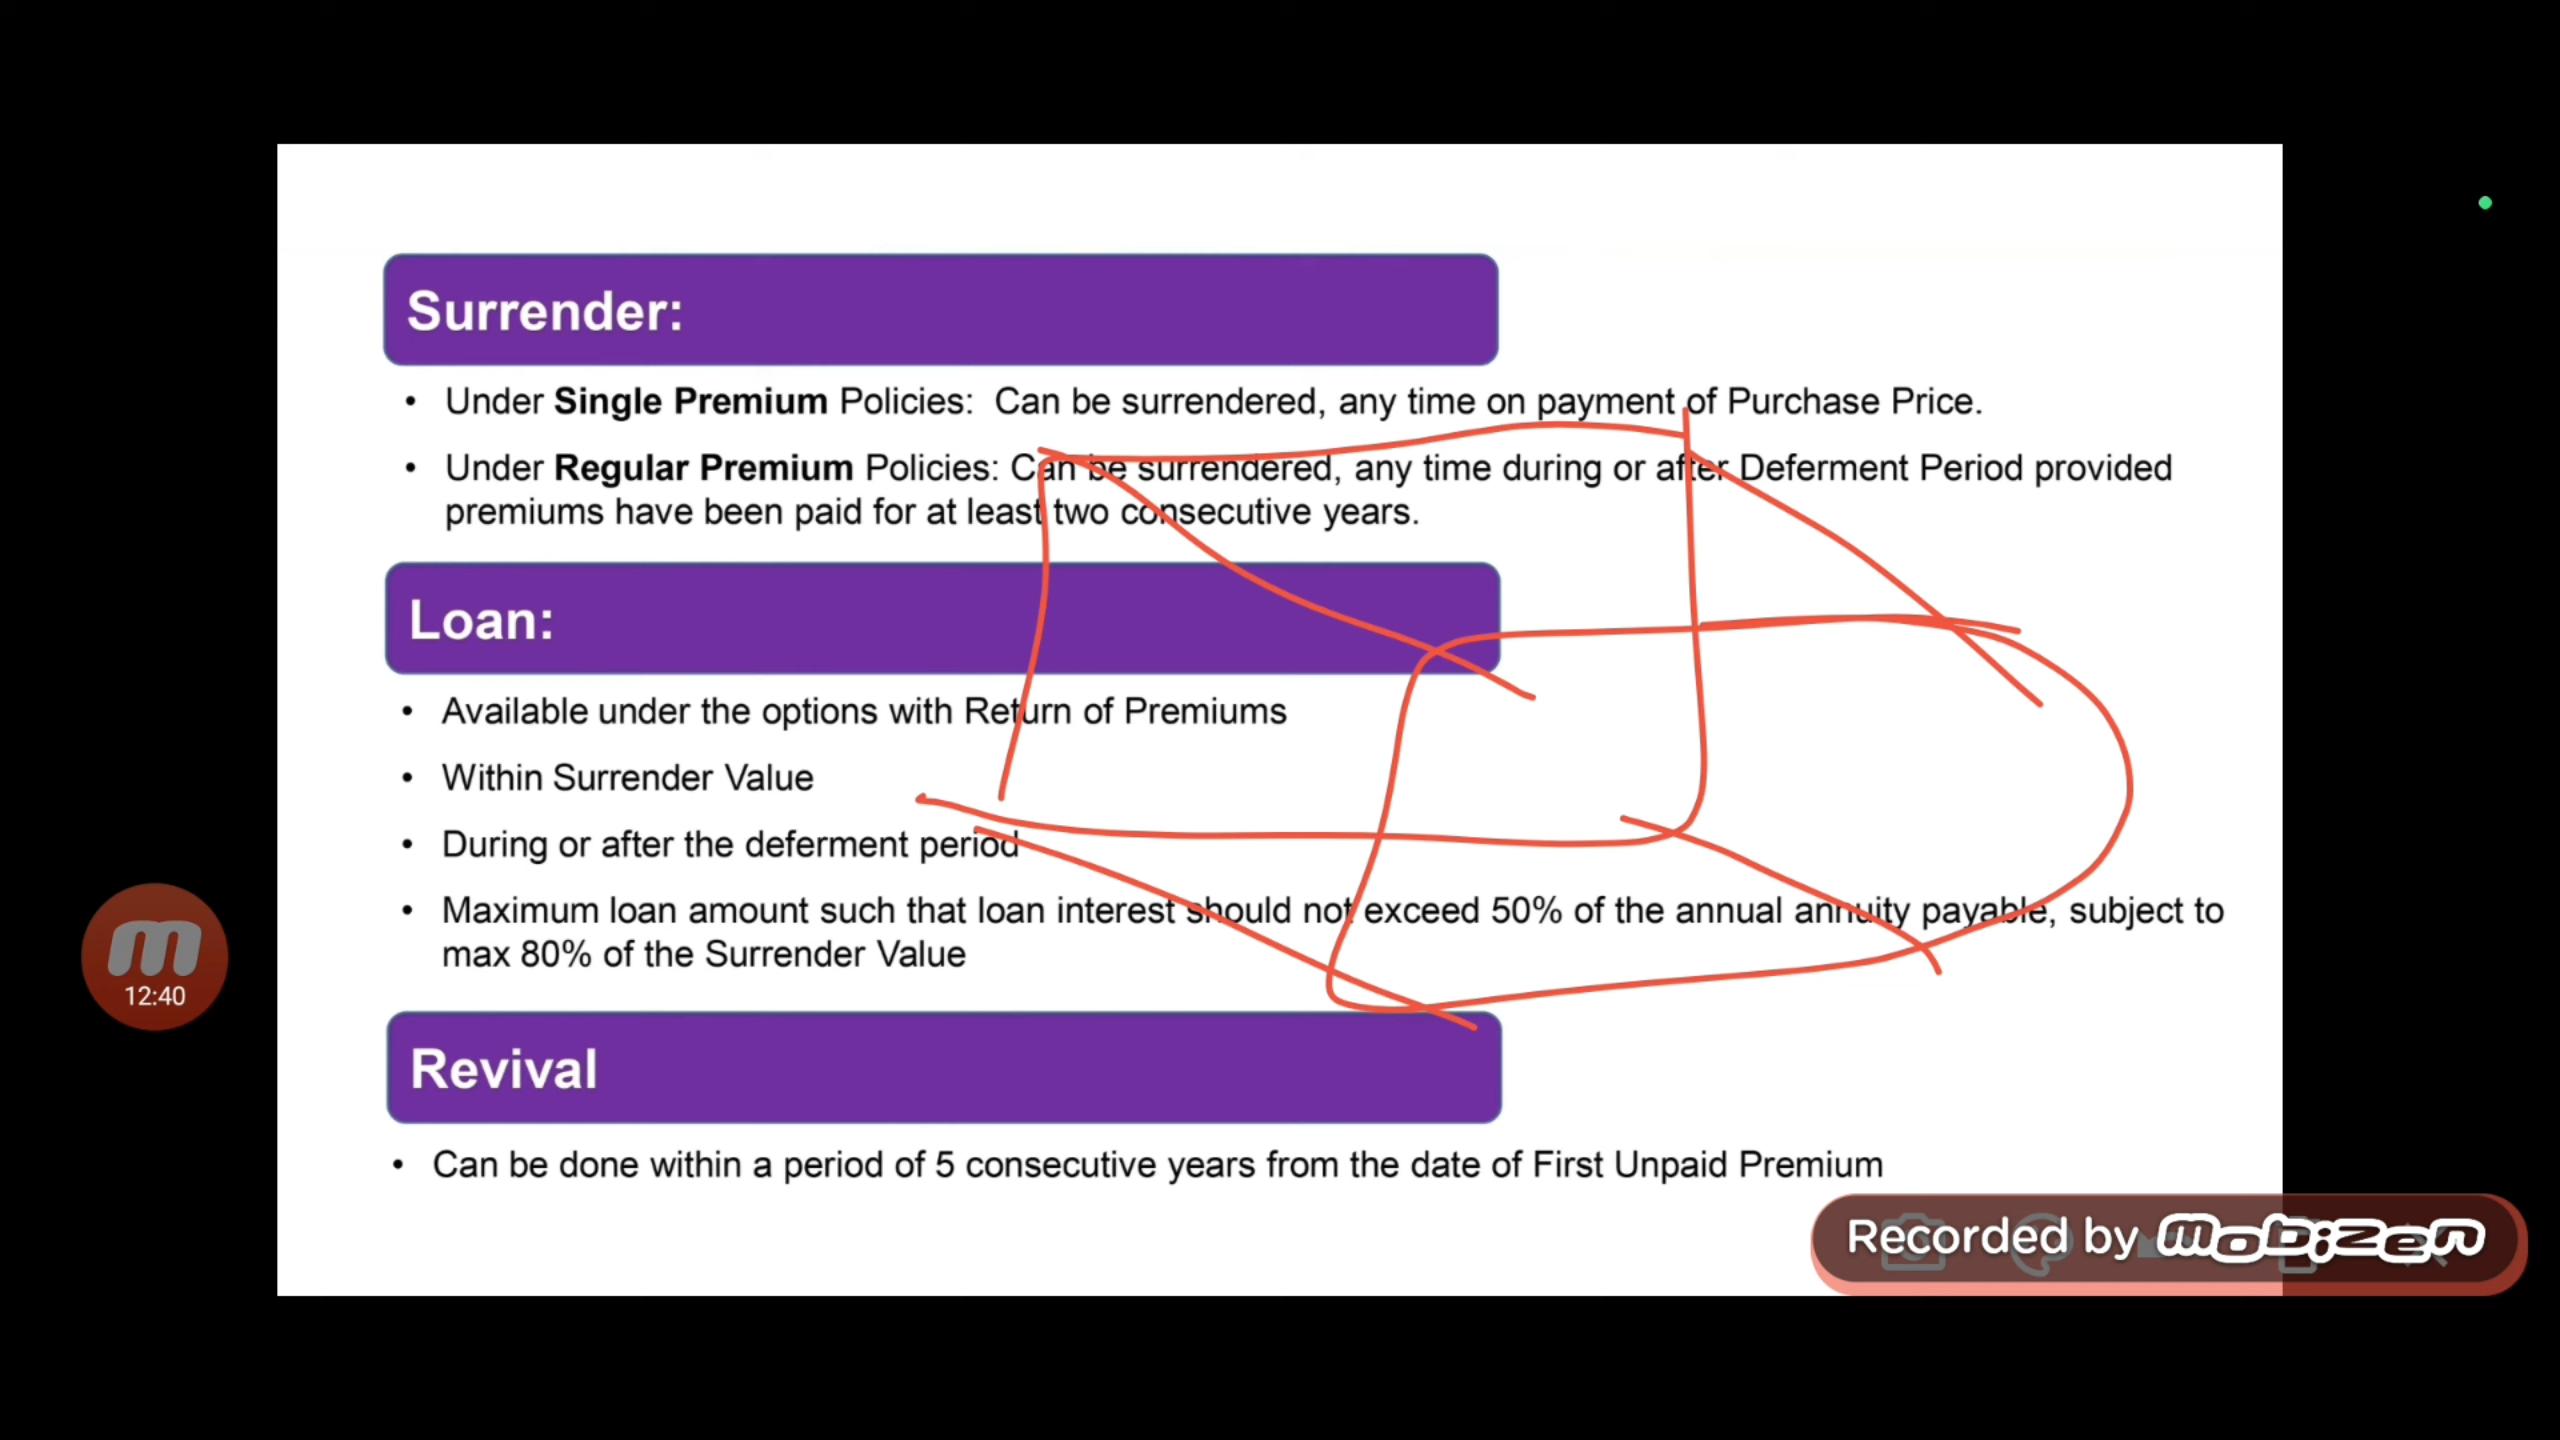 Surrender:
• Under Single Premium Policies: Can be surrendered, any time on payment of Purchase Price.
• Under Regular Premium Policies: Can be surrendered, any time during or after Deferment Period provided
premiums have been paid for at least two consecutive years.
Loan:
• Available under the options with Return of Premiums
• Within Surrender Value
• During or after the deferment period
• Maximum loan amount such that loan interest should not exceed 50% of the annual annuity payable, subject to
max 80% of the Surrender Value
m
12:40
Revival
• Can be done within a period of 5 consecutive years from the date of First Unpaid Premium
Recorded by mobizen